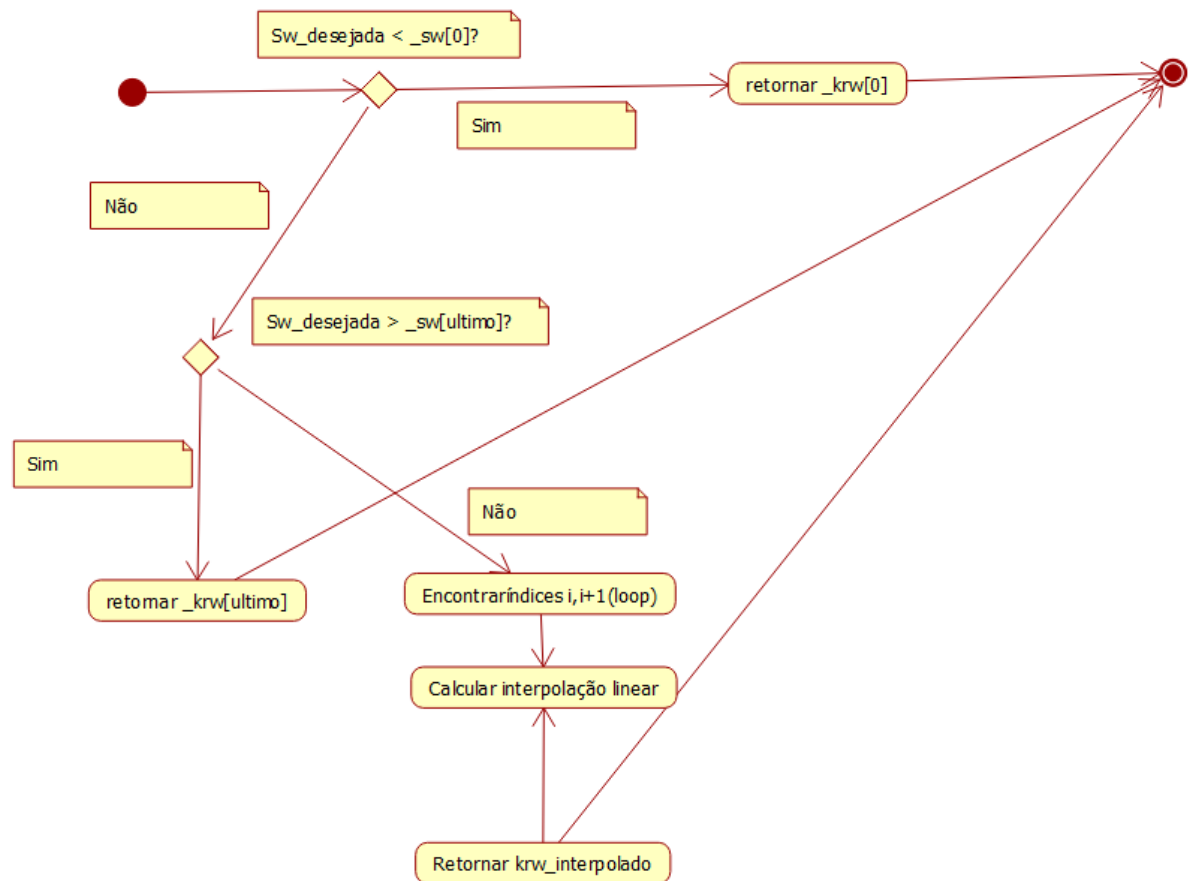 Sw_desejada < _sw[0]?
retornar _krw[0]
Sim
Não
Sw_desejada > _sw[ultimo]?
Sim
Não
retornar _krw[ultimo]
Encontraríndices i,i+1(loop)
Calcular interpolação linear
Retornar krw_interpolado